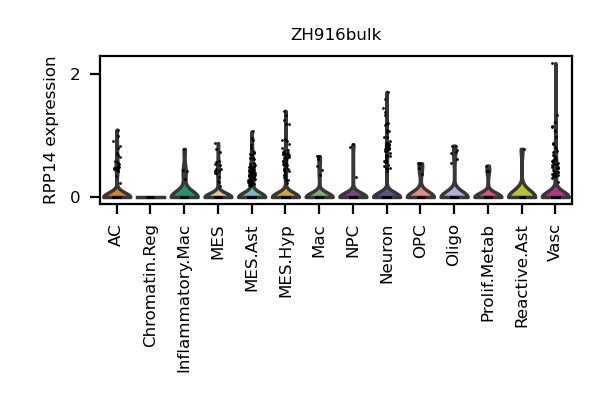 ZH916bulk
RPP14 expression
2
0
AC
Chromatin.Reg
Inflammatory.Mac
MES
MES.Ast
MES.Hyp
Mac
NPC
Neuron
OPC
Oligo
Prolif.Metab
Reactive.Ast
Vasc